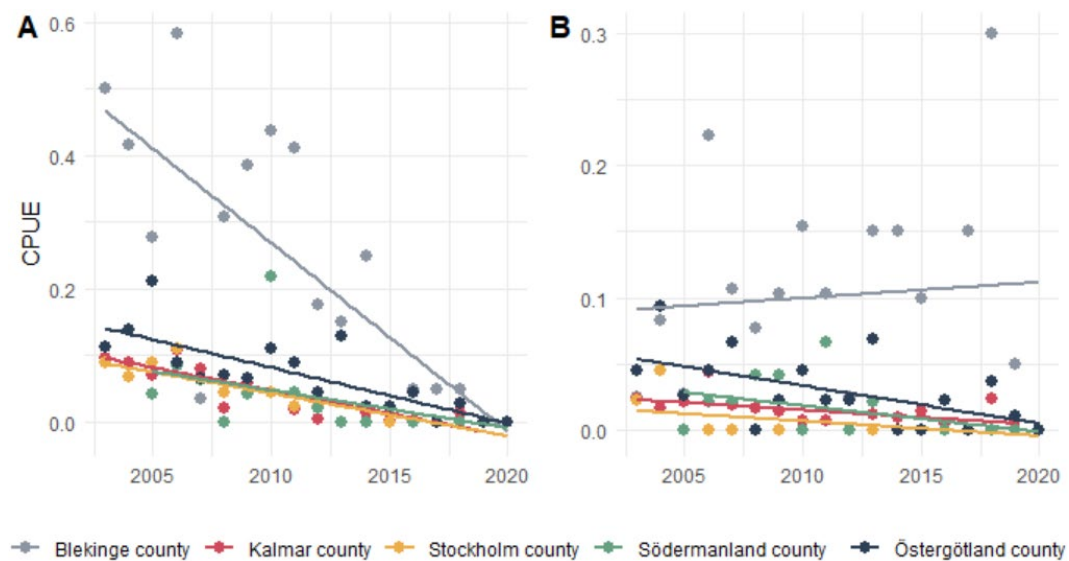 A
B
CPUE
0.6
0.4
0.2
0.0
2005 2010 2015 2020
0.3
0.2
0.1
0.0
2005 2010 2015 2020
Blekinge county Kalmar county Stockholm county Södermanland county Östergötland county